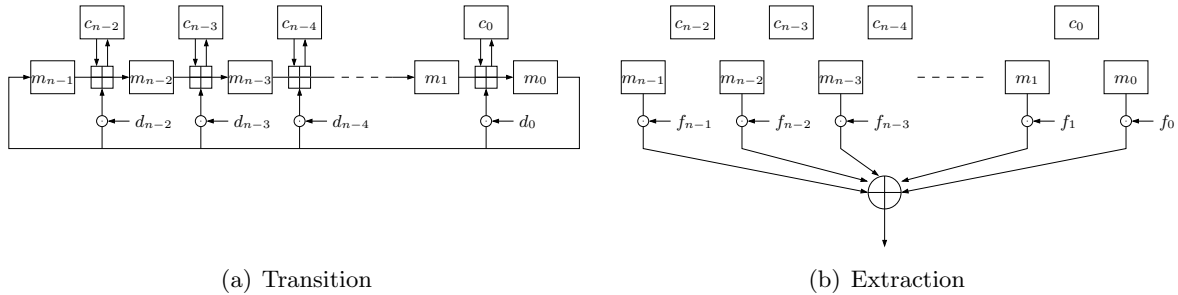 c_{n−2} c_{n−3} c_{n−4} c_0
m_{n−1} m_{n−2} m_{n−3} m_1 m_0
d_{n−2} d_{n−3} d_{n−4} d_0
(a) Transition
c_{n−2} c_{n−3} c_{n−4} c_0
m_{n−1} m_{n−2} m_{n−3} m_1 m_0
f_{n−1} f_{n−2} f_{n−3} f_1 f_0
(b) Extraction